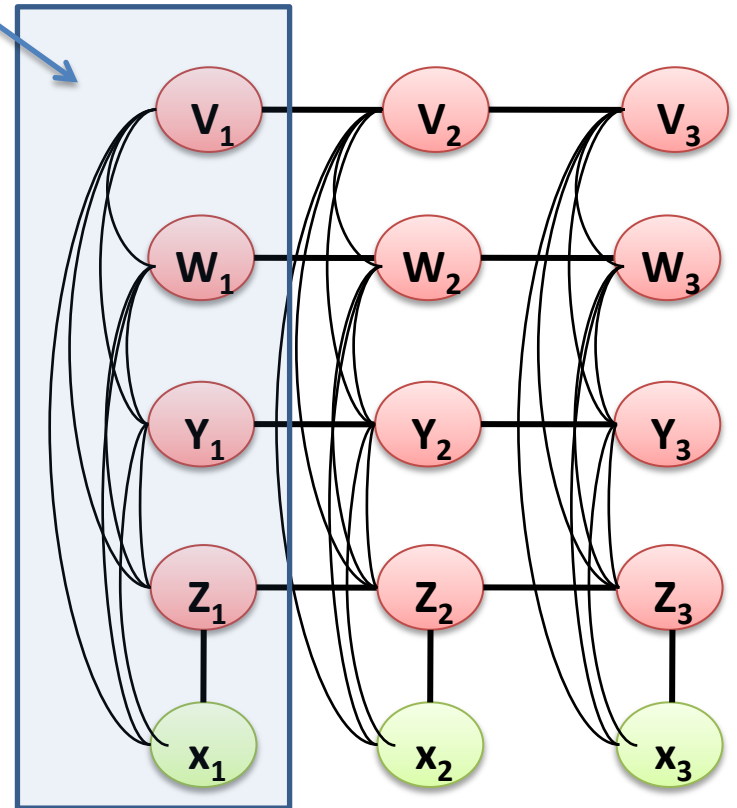 V₁ V₂ V₃
W₁ W₂ W₃
Y₁ Y₂ Y₃
Z₁ Z₂ Z₃
x₁ x₂ x₃